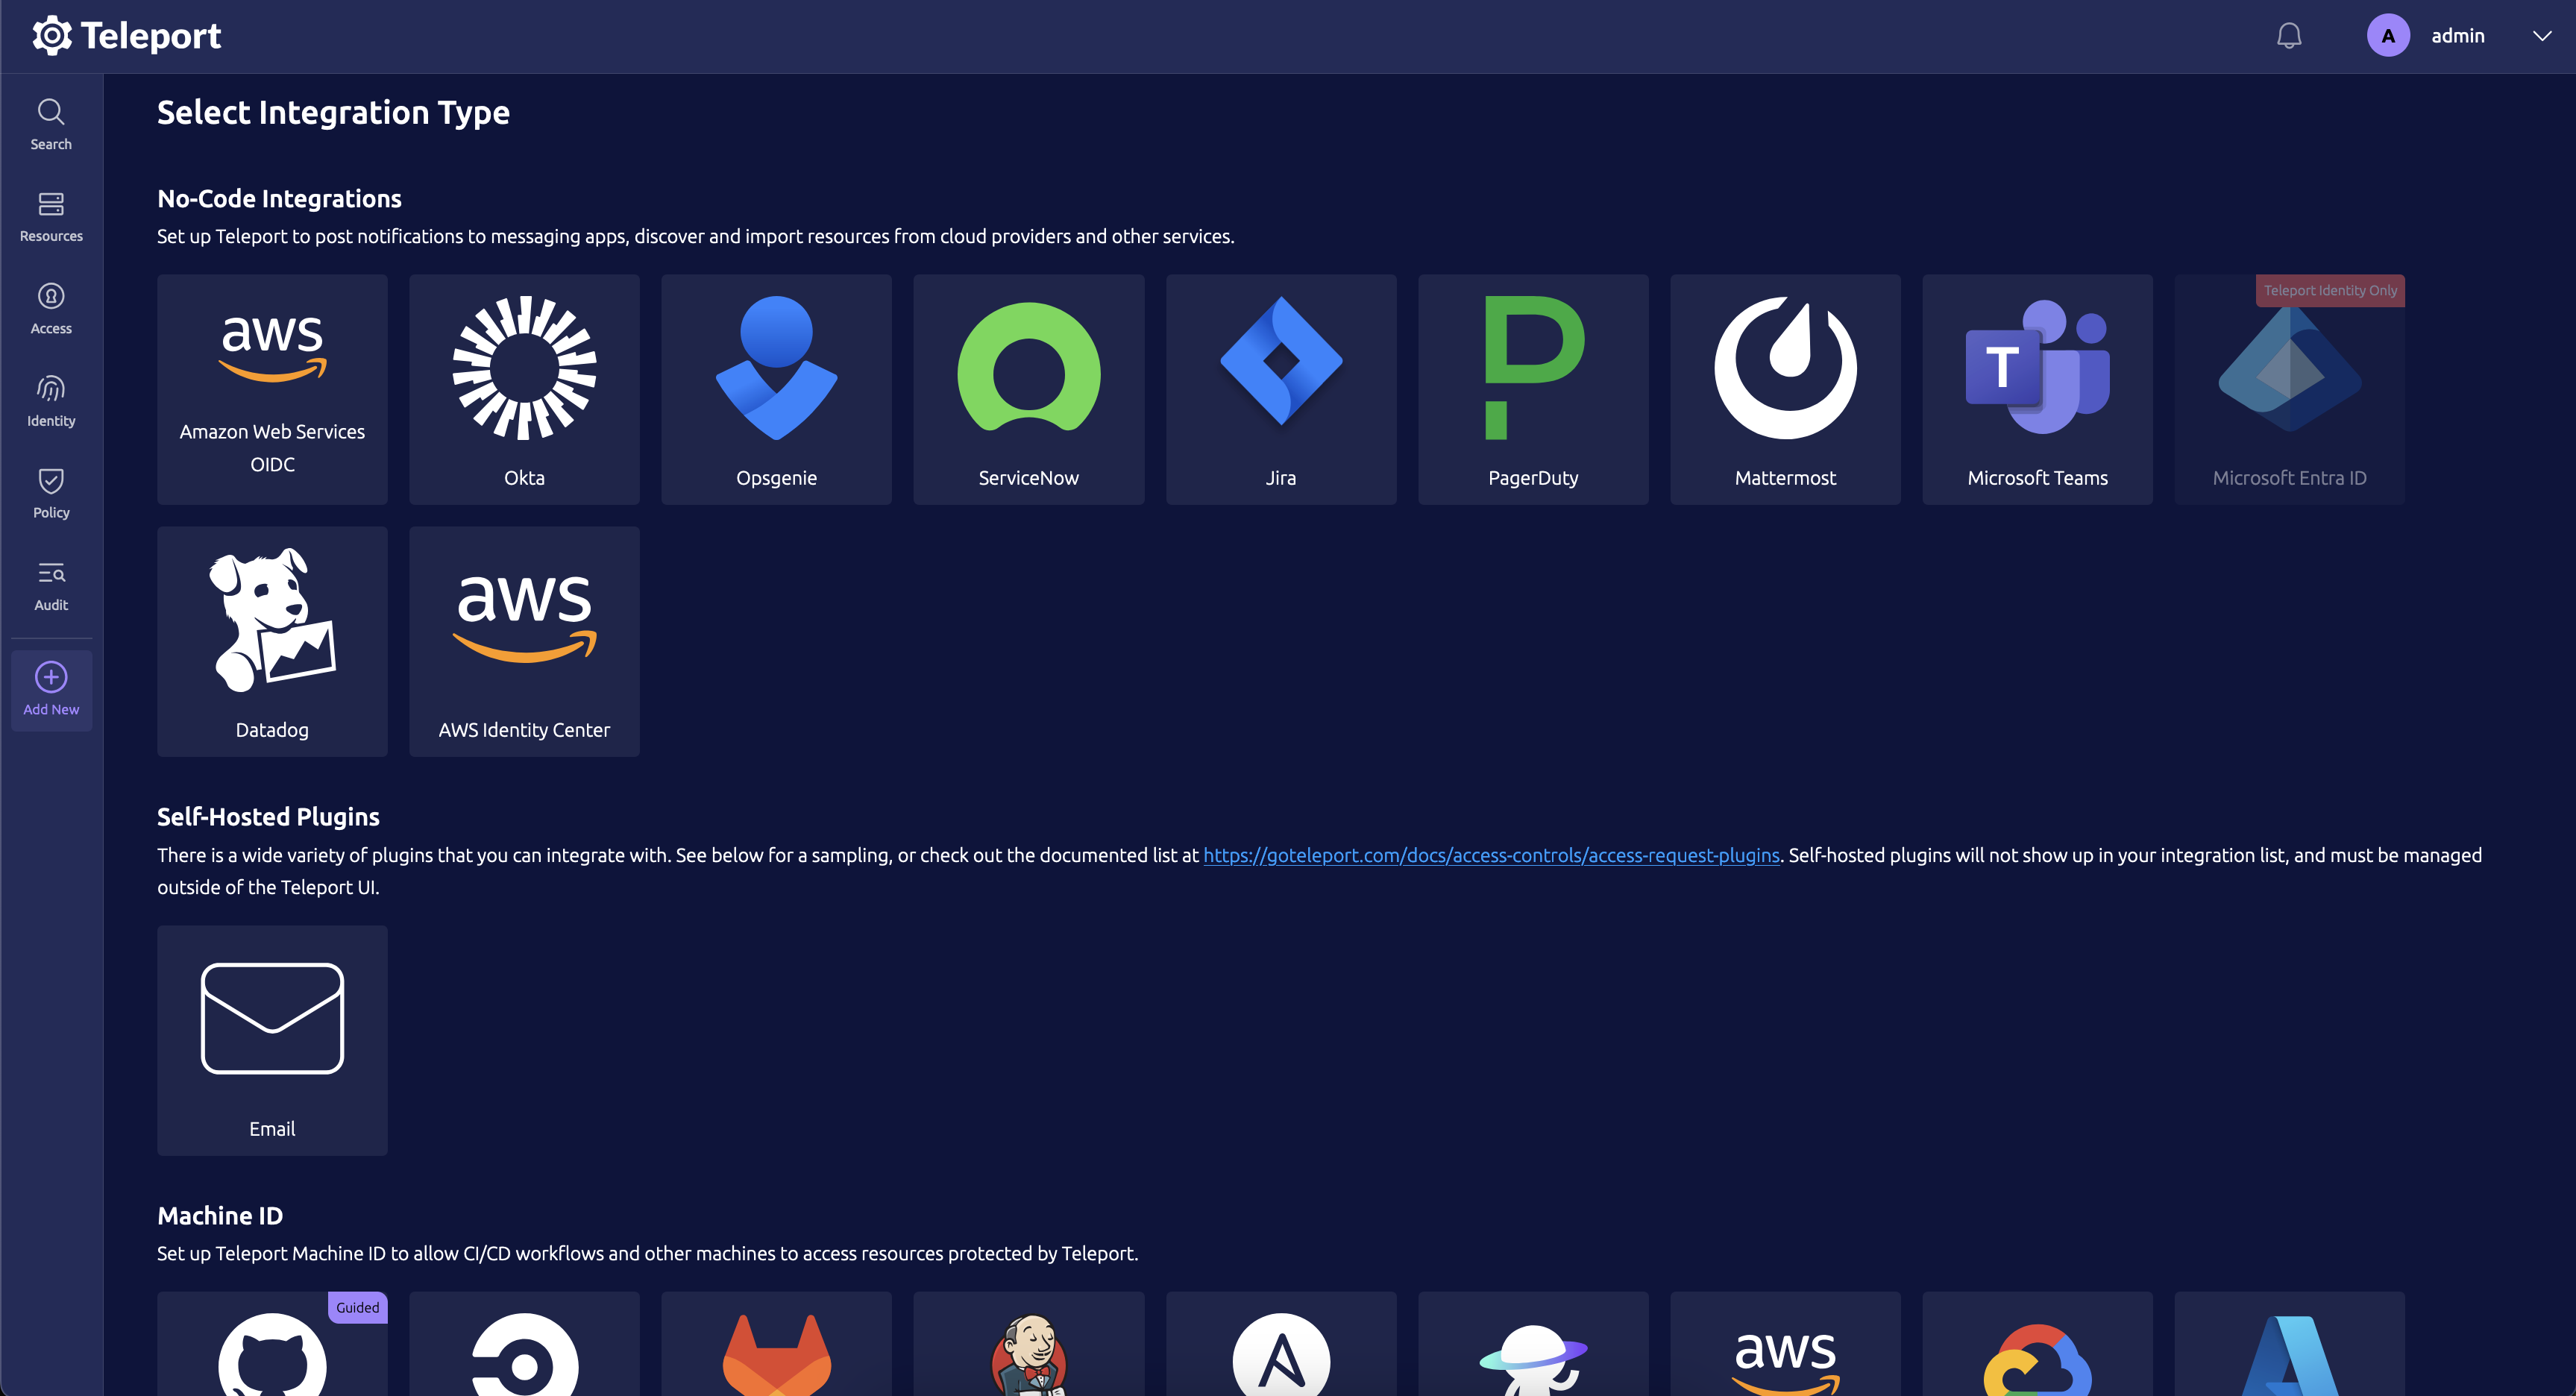 Teleport
A
admin
Search
Resources
Access
Identity
Policy
Audit
Add New
Select Integration Type
No-Code Integrations
Set up Teleport to post notifications to messaging apps, discover and import resources from cloud providers and other services.
aws
Amazon Web Services
OIDC
Okta
Opsgenie
ServiceNow
Jira
P
PagerDuty
Mattermost
T
Microsoft Teams
Teleport Identity Only
Microsoft Entra ID
Datadog
aws
AWS Identity Center
Self-Hosted Plugins
There is a wide variety of plugins that you can integrate with. See below for a sampling, or check out the documented list at https://goteleport.com/docs/access-controls/access-request-plugins. Self-hosted plugins will not show up in your integration list, and must be managed
outside of the Teleport UI.
Email
Machine ID
Set up Teleport Machine ID to allow CI/CD workflows and other machines to access resources protected by Teleport.
Guided
aws